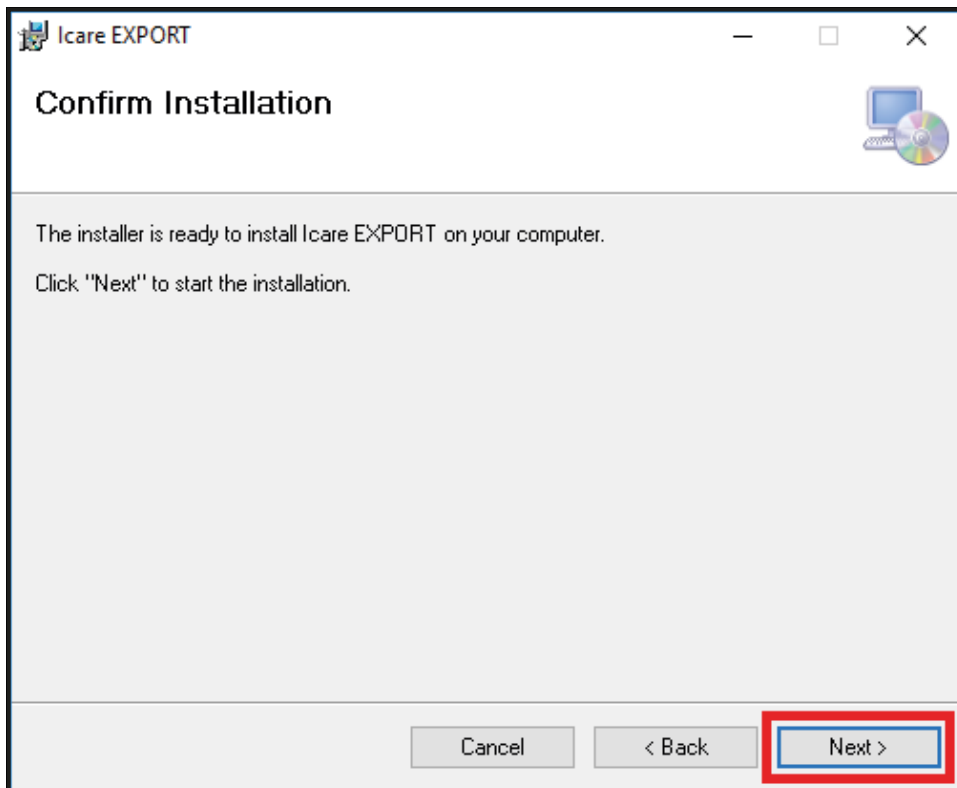 Icare EXPORT
Confirm Installation
The installer is ready to install Icare EXPORT on your computer.
Click "Next" to start the installation.
Cancel
< Back
Next >